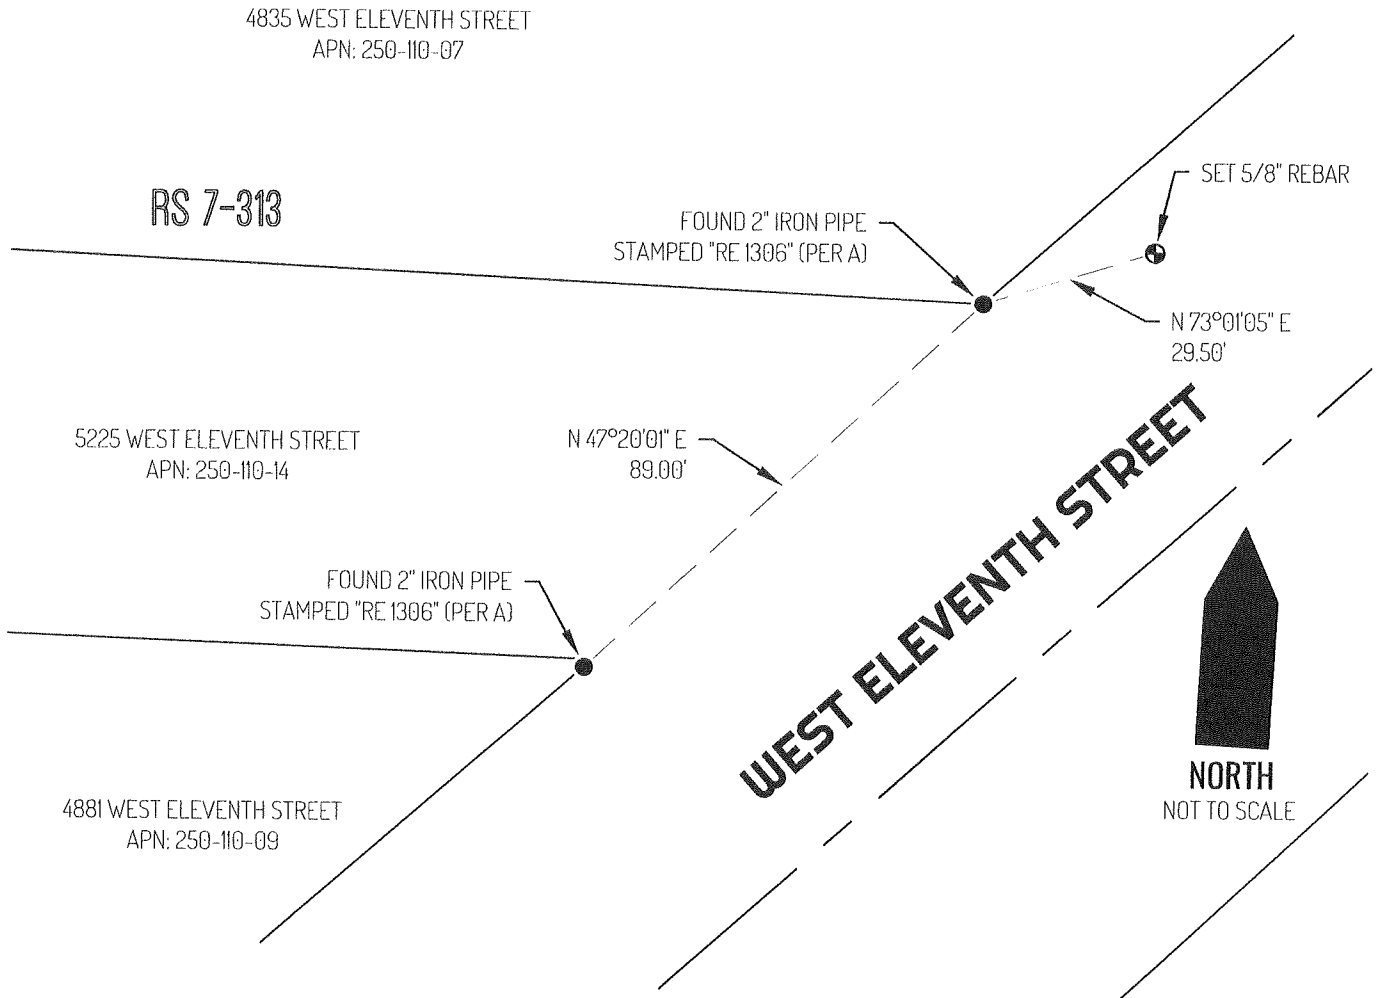 4835 WEST ELEVENTH STREET
APN: 250-110-07
RS 7-313
SET 5/8" REBAR
FOUND 2" IRON PIPE
STAMPED "RE 1306" (PER A)
N 73°01'05" E
29.50'
5225 WEST ELEVENTH STREET
APN: 250-110-14
N 47°20'01" E
89.00'
WEST ELEVENTH STREET
FOUND 2" IRON PIPE
STAMPED "RE 1306" (PER A)
NORTH
NOT TO SCALE
4881 WEST ELEVENTH STREET
APN: 250-110-09